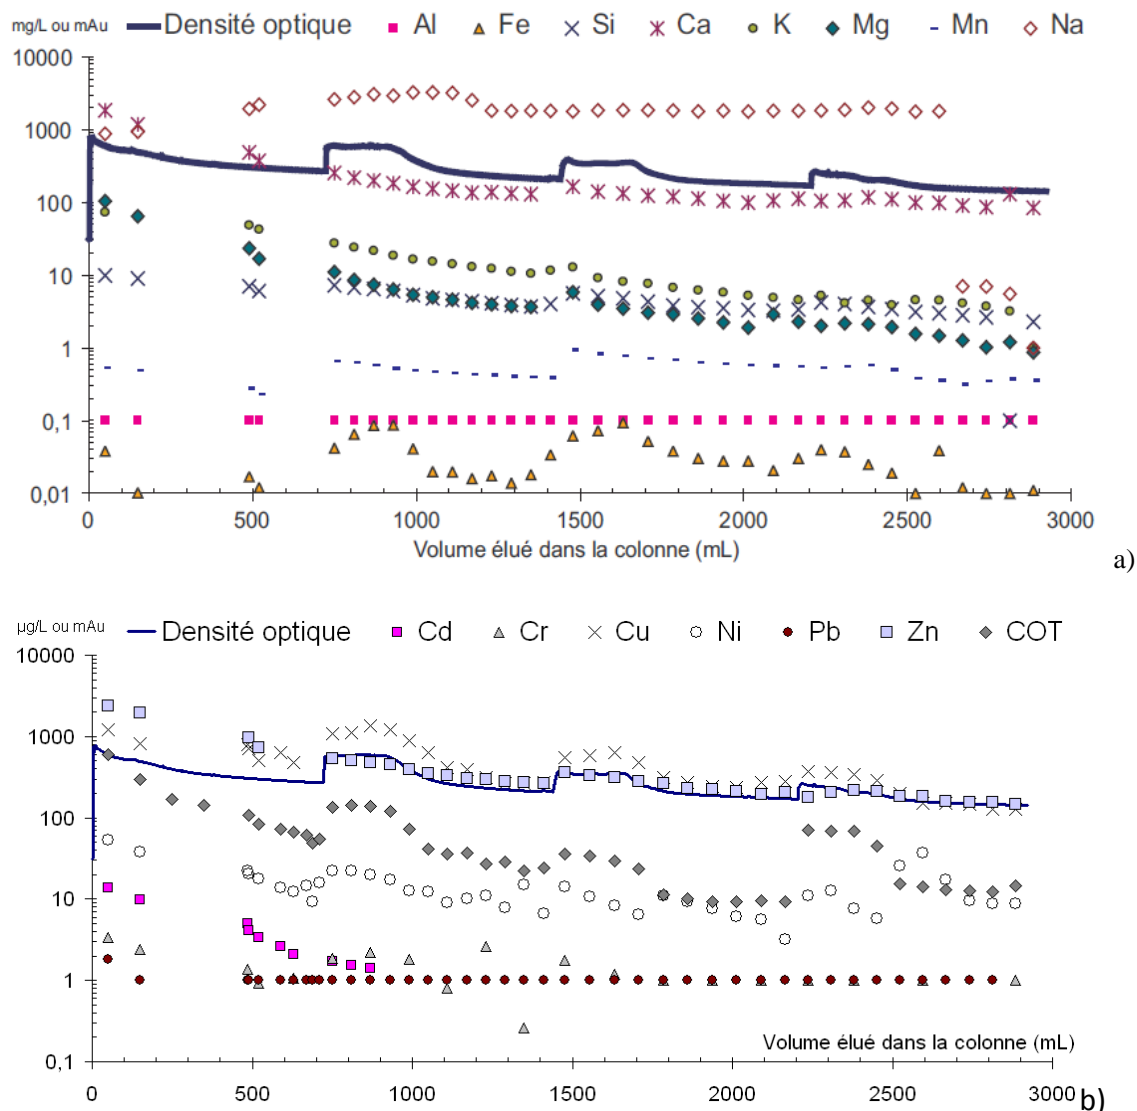 mg/L ou mAu Densité optique Al Fe Si Ca K Mg Mn Na
10000
1000
100
10
1
0,1
0,01
0 500 1000 1500 2000 2500 3000
Volume élué dans la colonne (mL)
a)
µg/L ou mAu Densité optique Cd Cr Cu Ni Pb Zn COT
10000
1000
100
10
1
0,1
Volume élué dans la colonne (mL)
0 500 1000 1500 2000 2500 3000
b)